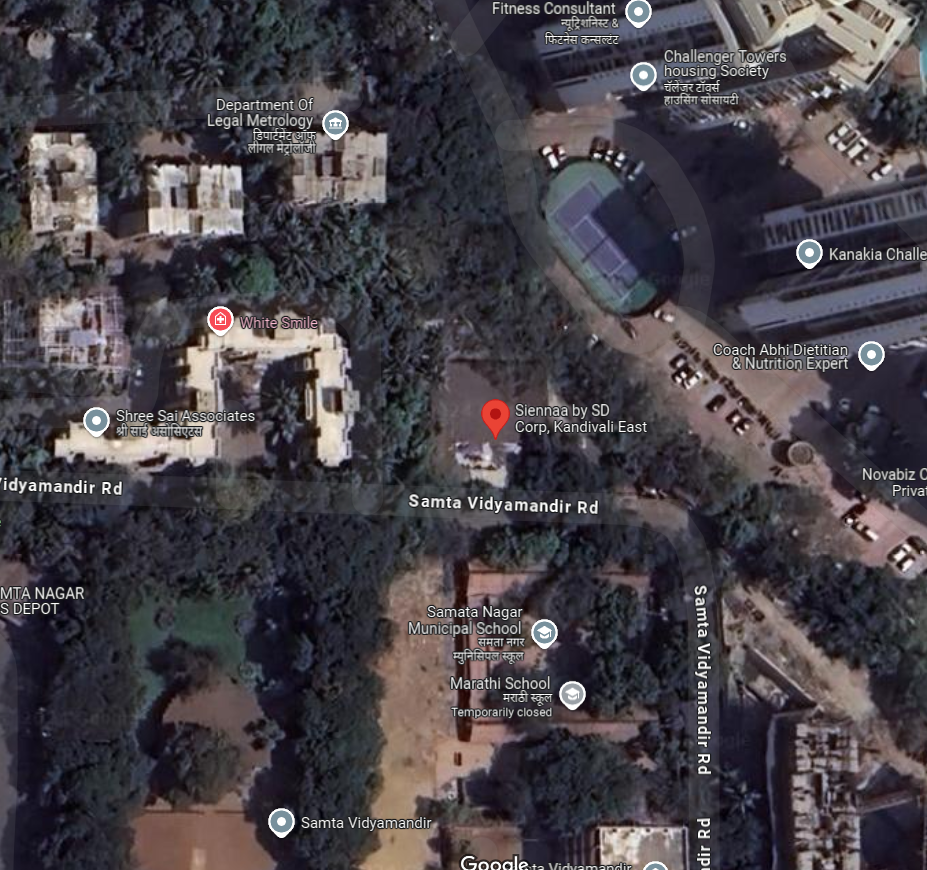 Fitness Consultant
न्यूट्रिशनिस्ट &
फिटनेस कन्सल्टंट
Challenger Towers
housing Society
चॅलेंजर टॉवर्स
हाउसिंग सोसायटी
Department Of
Legal Metrology
डिपार्टमेंट ऑफ़
लीगल मेट्रोलॉजी
Kanakia Challe
White Smile
Coach Abhi Dietitian
& Nutrition Expert
Shree Sai Associates
श्री साई असोसिएटस
Siennaa by SD
Corp, Kandivali East
Novabiz C
Privat
Vidyamandir Rd
Samta Vidyamandir Rd
MTA NAGAR
S DEPOT
Samata Nagar
Municipal School
समता नगर
म्युनिसिपल स्कूल
Samta Vidyamandir Rd
Marathi School
मराठी स्कूल
Temporarily closed
Samta Vidyamandir
Google
ta Vidyamandir